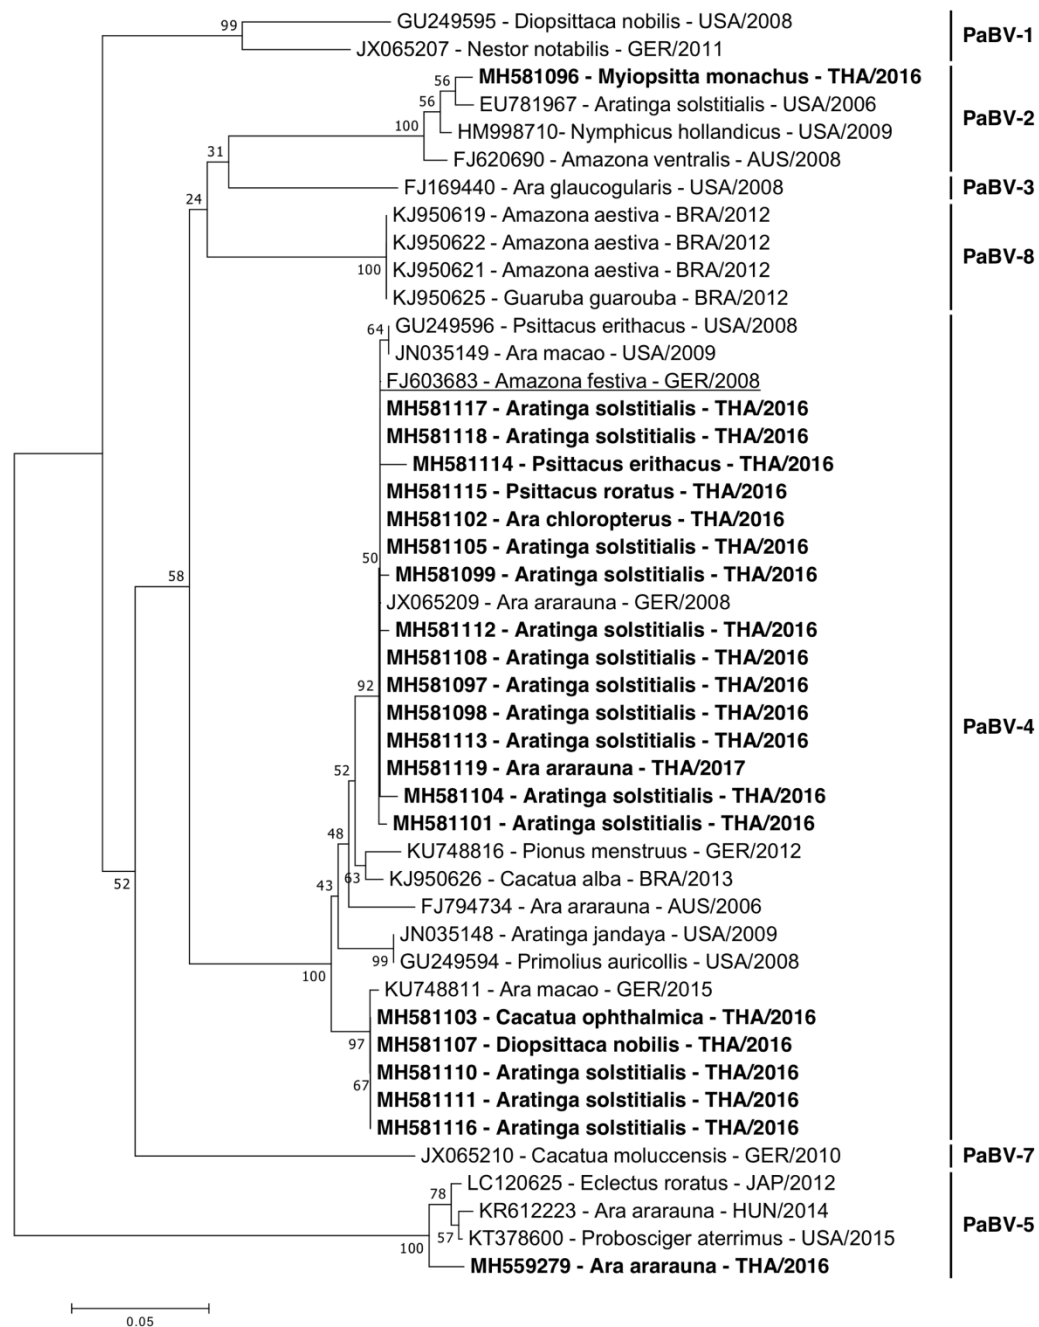 99
GU249595 - Diopsittaca nobilis - USA/2008
JX065207 - Nestor notabilis - GER/2011
PaBV-1
56
MH581096 - Myiopsitta monachus - THA/2016
56
EU781967 - Aratinga solstitialis - USA/2006
100
HM998710- Nymphicus hollandicus - USA/2009
PaBV-2
FJ620690 - Amazona ventralis - AUS/2008
31
FJ169440 - Ara glaucogularis - USA/2008
PaBV-3
24
KJ950619 - Amazona aestiva - BRA/2012
KJ950622 - Amazona aestiva - BRA/2012
PaBV-8
100
KJ950621 - Amazona aestiva - BRA/2012
KJ950625 - Guaruba guarouba - BRA/2012
64
GU249596 - Psittacus erithacus - USA/2008
JN035149 - Ara macao - USA/2009
FJ603683 - Amazona festiva - GER/2008
MH581117 - Aratinga solstitialis - THA/2016
MH581118 - Aratinga solstitialis - THA/2016
MH581114 - Psittacus erithacus - THA/2016
MH581115 - Psittacus roratus - THA/2016
MH581102 - Ara chloropterus - THA/2016
MH581105 - Aratinga solstitialis - THA/2016
50
MH581099 - Aratinga solstitialis - THA/2016
58
JX065209 - Ara ararauna - GER/2008
MH581112 - Aratinga solstitialis - THA/2016
MH581108 - Aratinga solstitialis - THA/2016
92
MH581097 - Aratinga solstitialis - THA/2016
MH581098 - Aratinga solstitialis - THA/2016
PaBV-4
MH581113 - Aratinga solstitialis - THA/2016
52
MH581119 - Ara ararauna - THA/2017
MH581104 - Aratinga solstitialis - THA/2016
MH581101 - Aratinga solstitialis - THA/2016
48
KU748816 - Pionus menstruus - GER/2012
63
KJ950626 - Cacatua alba - BRA/2013
52
43
FJ794734 - Ara ararauna - AUS/2006
JN035148 - Aratinga jandaya - USA/2009
99
GU249594 - Primolius auricollis - USA/2008
100
KU748811 - Ara macao - GER/2015
MH581103 - Cacatua ophthalmica - THA/2016
97
MH581107 - Diopsittaca nobilis - THA/2016
67
MH581110 - Aratinga solstitialis - THA/2016
MH581111 - Aratinga solstitialis - THA/2016
MH581116 - Aratinga solstitialis - THA/2016
JX065210 - Cacatua moluccensis - GER/2010
PaBV-7
78
LC120625 - Eclectus roratus - JAP/2012
KR612223 - Ara ararauna - HUN/2014
PaBV-5
57
KT378600 - Probosciger aterrimus - USA/2015
100
MH559279 - Ara ararauna - THA/2016
0.05